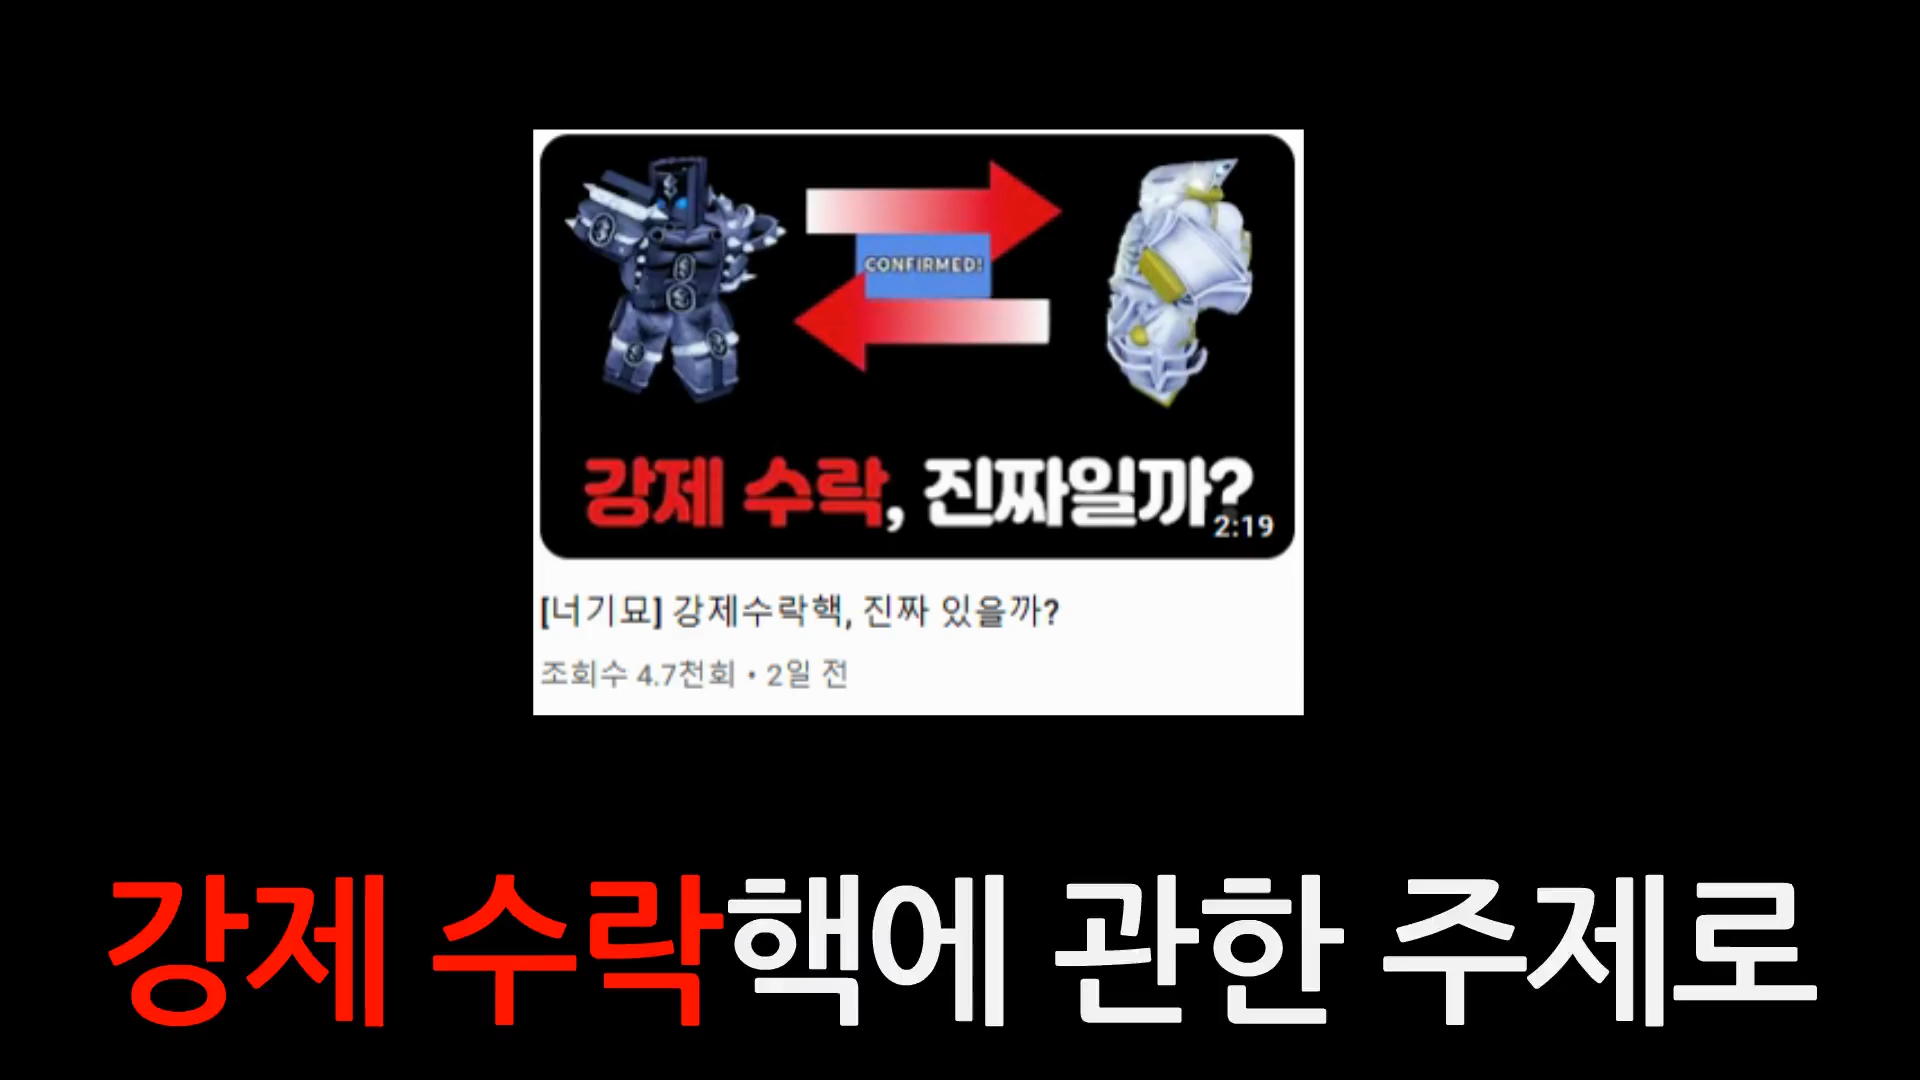 CONFIRMED!
강제 수락, 진짜일까?
2:19
[너기묘] 강제수락핵, 진짜 있을까?
조회수 4.7천회 • 2일 전
강제 수락핵에 관한 주제로